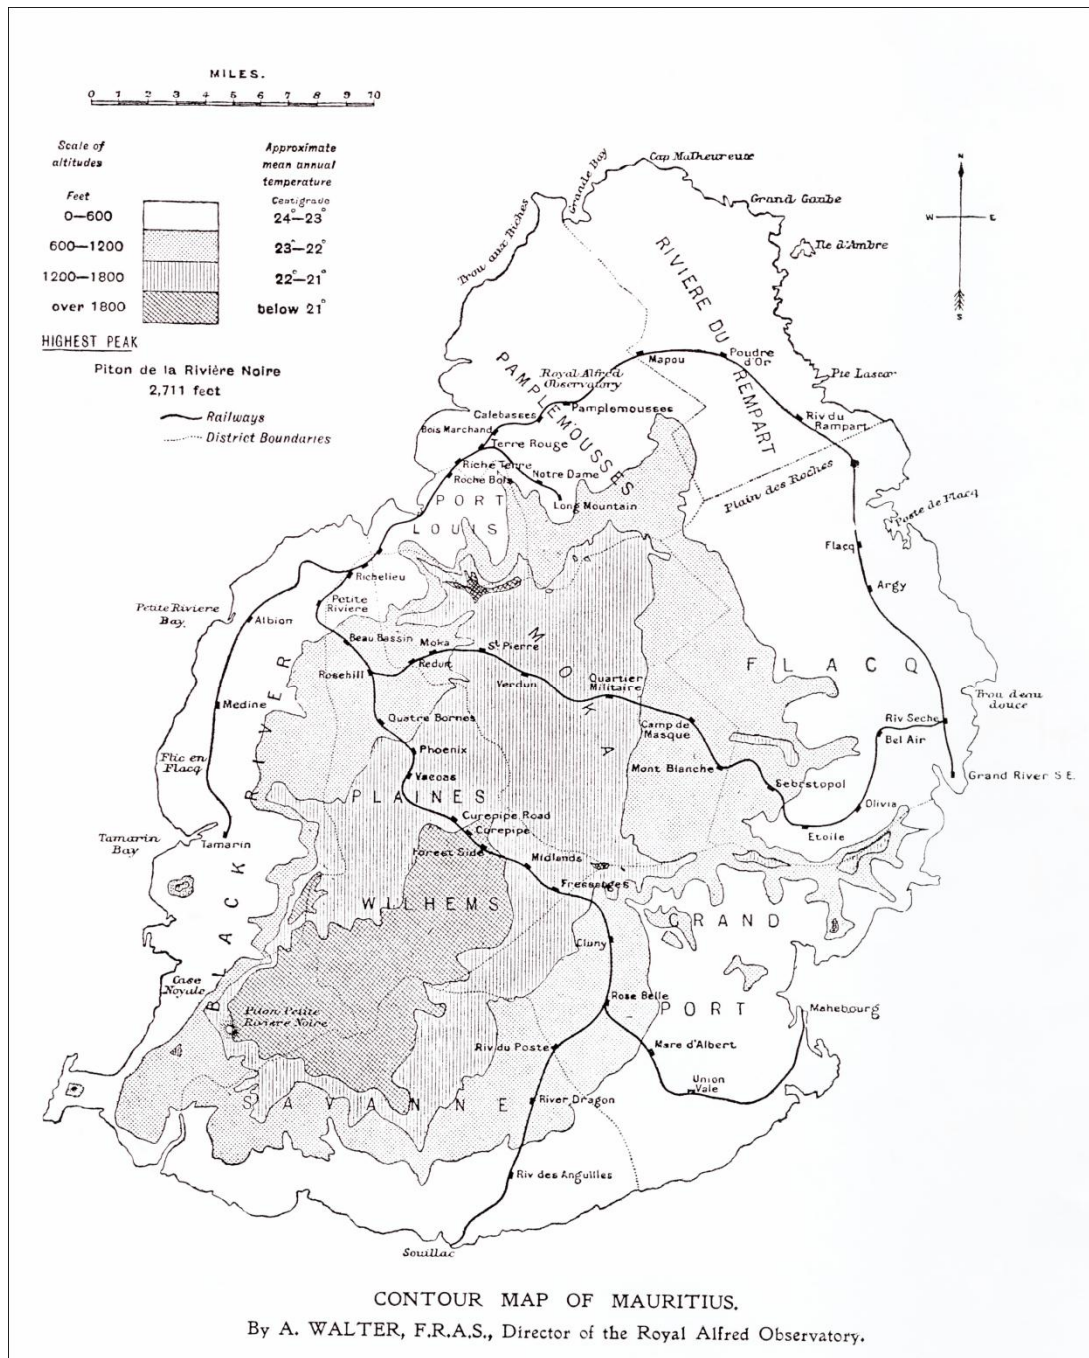 MILES.
0 1 2 3 4 5 6 7 8 9 10
Scale of
altitudes
Feet
0—600
600—1200
1200—1800
over 1800
Approximate
mean annual
temperature
Centigrade
24°—23°
23°—22°
22°—21°
below 21°
HIGHEST PEAK
Piton de la Rivière Noire
2,711 feet
Railways
District Boundaries
N
W E
S
Cap Malheureux
Grande Bay
Grand Gaube
Ile d'Ambre
Trou aux Biches
RIVIERE DU REMPART
Mapou
Poudre
d'Or
Royal Alfred
Observatory
PAMPLEMOUSSES
Pte Lascar
Pamplemousses
Calebasses
Bois Marchand
Riv du
Rampart
Terre Rouge
Riche Terre
Roche Bois
Notre Dame
Long Mountain
Plain des Roches
Poste de Flacq
PORT
LOUIS
Flacq
Argy
Richelieu
Petite
Riviere
Petite Riviere
Bay
Albion
Beau Bassin
Moka
St Pierre
Reduit
Rosehill
Verdun
Quartier
Militaire
MOKA
FLACQ
Trou d'eau
douce
Medine
Quatre Bornes
Camp de
Masque
Riv Seche
Bel Air
Phoenix
Vacoas
Flic en
Flacq
Mont Blanche
Grand River S.E.
Sebastopol
PLAINES
Olivia
Etoile
Curepipe Road
Curepipe
Forest Side
Tamarin
Bay
Tamarin
Midlands
Fressanges
WILHEMS
GRAND
BLACK RIVER
Cluny
Case
Noyale
Rose Belle
PORT
Mahebourg
Piton Petite
Riviere Noire
Riv du Poste
Mare d'Albert
Union
Vale
SAVANNE
River Dragon
Riv des Anguilles
Souillac
CONTOUR MAP OF MAURITIUS.
By A. WALTER, F.R.A.S., Director of the Royal Alfred Observatory.